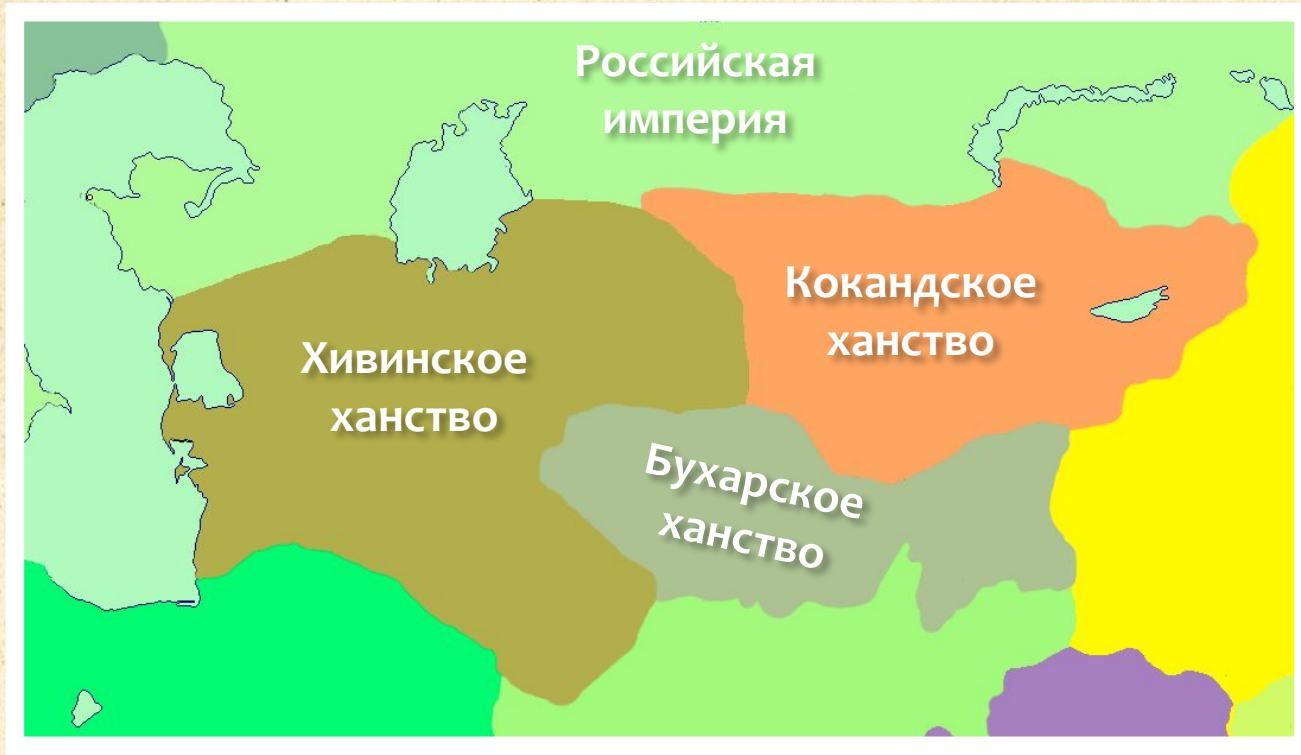 Российская
империя
Кокандское
ханство
Хивинское
ханство
Бухарское
ханство